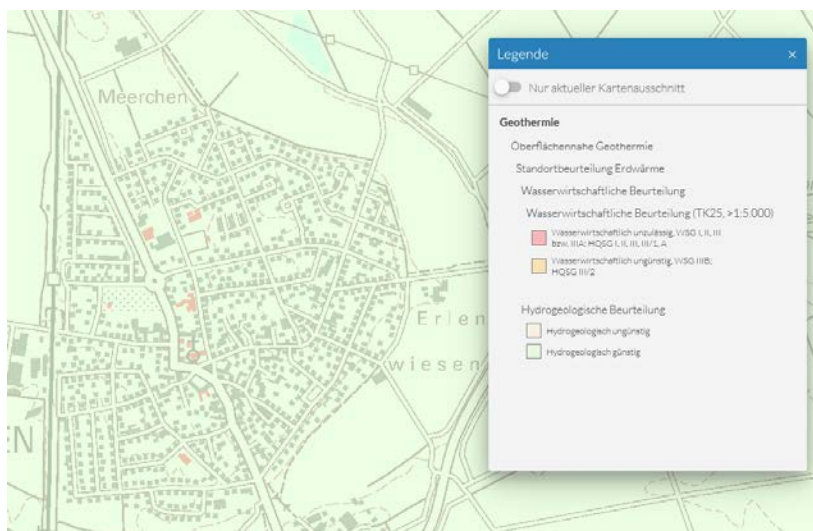 Meerchen
Erlen
wiesen
EN
Legende ×
Nur aktueller Kartenausschnitt
Geothermie
Oberflächennahe Geothermie
Standortbeurteilung Erdwärme
Wasserwirtschaftliche Beurteilung
Wasserwirtschaftliche Beurteilung (TK25, >1:5.000)
Wasserwirtschaftlich unzulässig, WSG I, II, III
bzw. IIIA; HQSG I, II, III, III/1, A
Wasserwirtschaftlich ungünstig, WSG IIIB;
HQSG III/2
Hydrogeologische Beurteilung
Hydrogeologisch ungünstig
Hydrogeologisch günstig